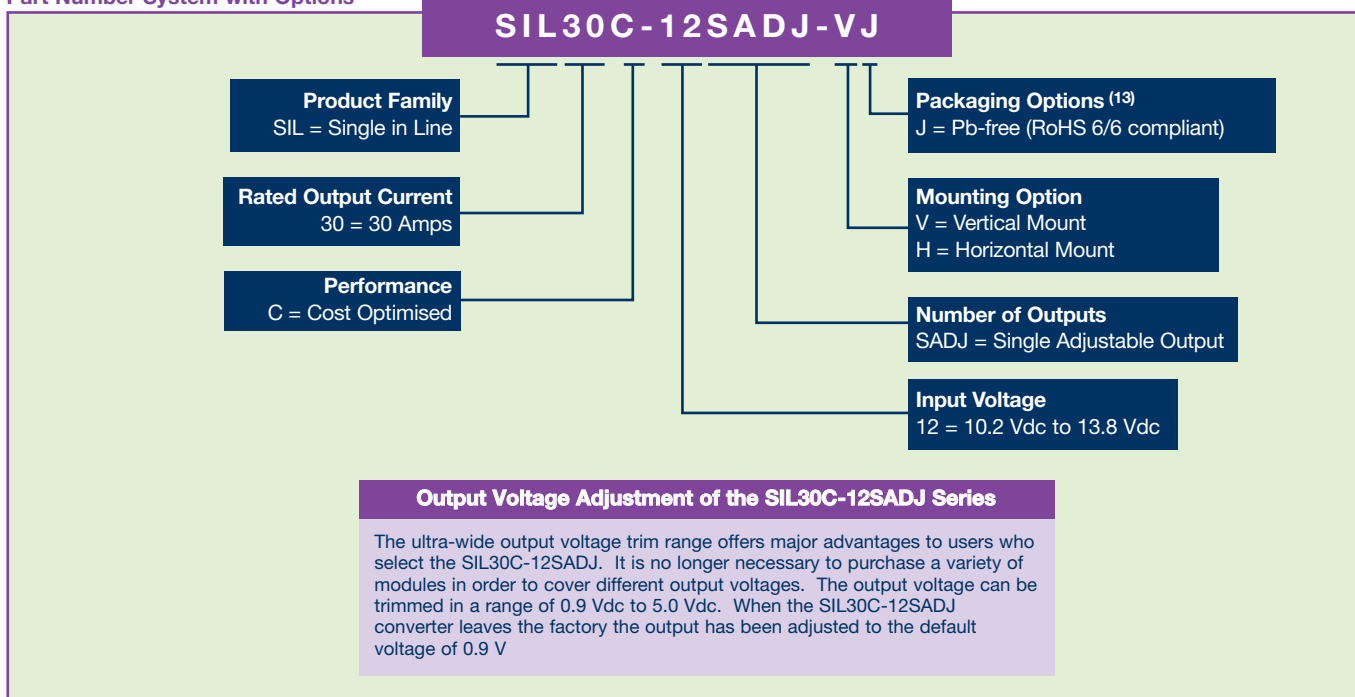 Part Number System with Options
SIL30C-12SADJ-VJ
Product Family
SIL = Single in Line
Rated Output Current
30 = 30 Amps
Performance
C = Cost Optimised
Packaging Options (13)
J = Pb-free (RoHS 6/6 compliant)
Mounting Option
V = Vertical Mount
H = Horizontal Mount
Number of Outputs
SADJ = Single Adjustable Output
Input Voltage
12 = 10.2 Vdc to 13.8 Vdc
Output Voltage Adjustment of the SIL30C-12SADJ Series
The ultra-wide output voltage trim range offers major advantages to users who
select the SIL30C-12SADJ. It is no longer necessary to purchase a variety of
modules in order to cover different output voltages. The output voltage can be
trimmed in a range of 0.9 Vdc to 5.0 Vdc. When the SIL30C-12SADJ
converter leaves the factory the output has been adjusted to the default
voltage of 0.9 V